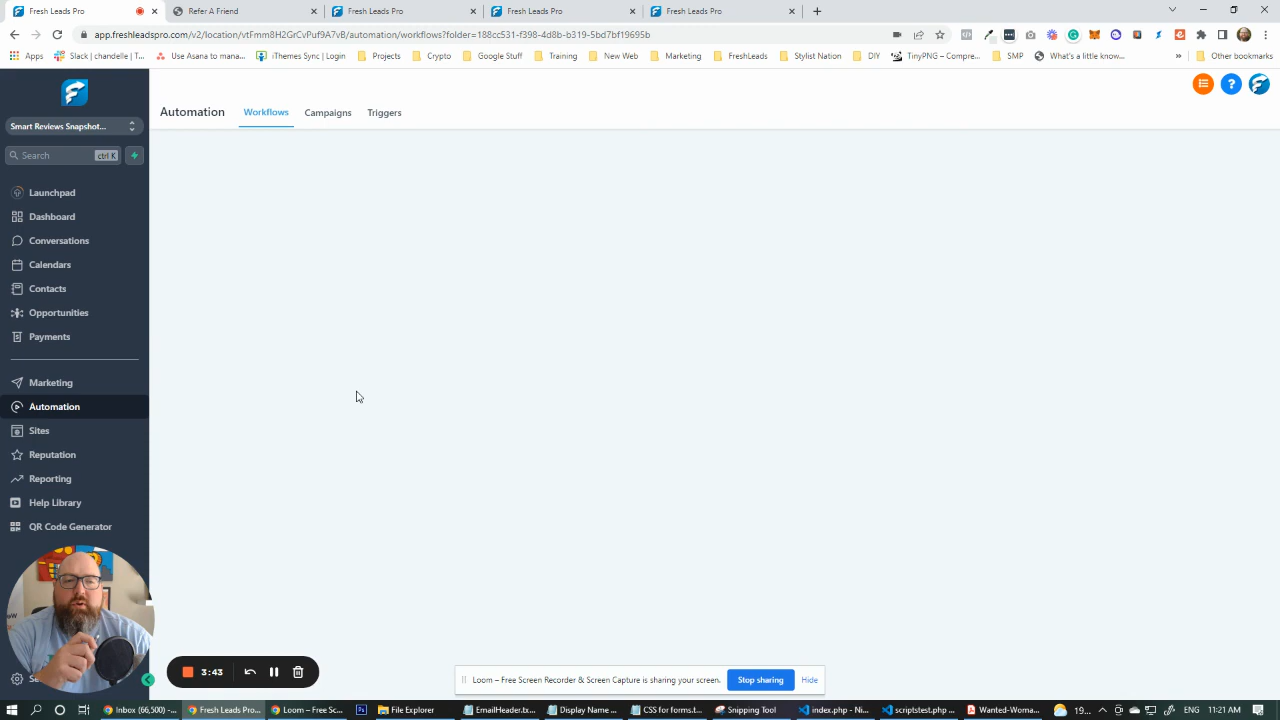 Fresh Leads Pro
Refer A Friend
Fresh Leads Pro
Fresh Leads Pro
Fresh Leads Pro
app.freshleadspro.com/v2/location/vtFmm8H2GrCvPuf9A7vB/automation/workflows?folder=188cc531-f398-4d8b-b319-5bd7bf19695b
Apps
Slack | chandelle | T...
Use Asana to mana...
iThemes Sync | Login
Projects
Crypto
Google Stuff
Training
New Web
Marketing
FreshLeads
Stylist Nation
DIY
TinyPNG – Compre...
SMP
What's a little know...
»
Other bookmarks
Automation
Workflows
Campaigns
Triggers
Smart Reviews Snapshot...
Search
ctrl K
Launchpad
Dashboard
Conversations
Calendars
Contacts
Opportunities
Payments
Marketing
Automation
Sites
Reputation
Reporting
Help Library
QR Code Generator
3:43
Loom – Free Screen Recorder & Screen Capture is sharing your screen.
Stop sharing
Hide
Inbox (66,500) -...
Fresh Leads Pro...
Loom – Free Scr...
File Explorer
EmailHeader.tx...
Display Name ...
CSS for forms.t...
Snipping Tool
index.php - Ni...
scriptstest.php ...
Wanted-Woma...
19...
11:21 AM